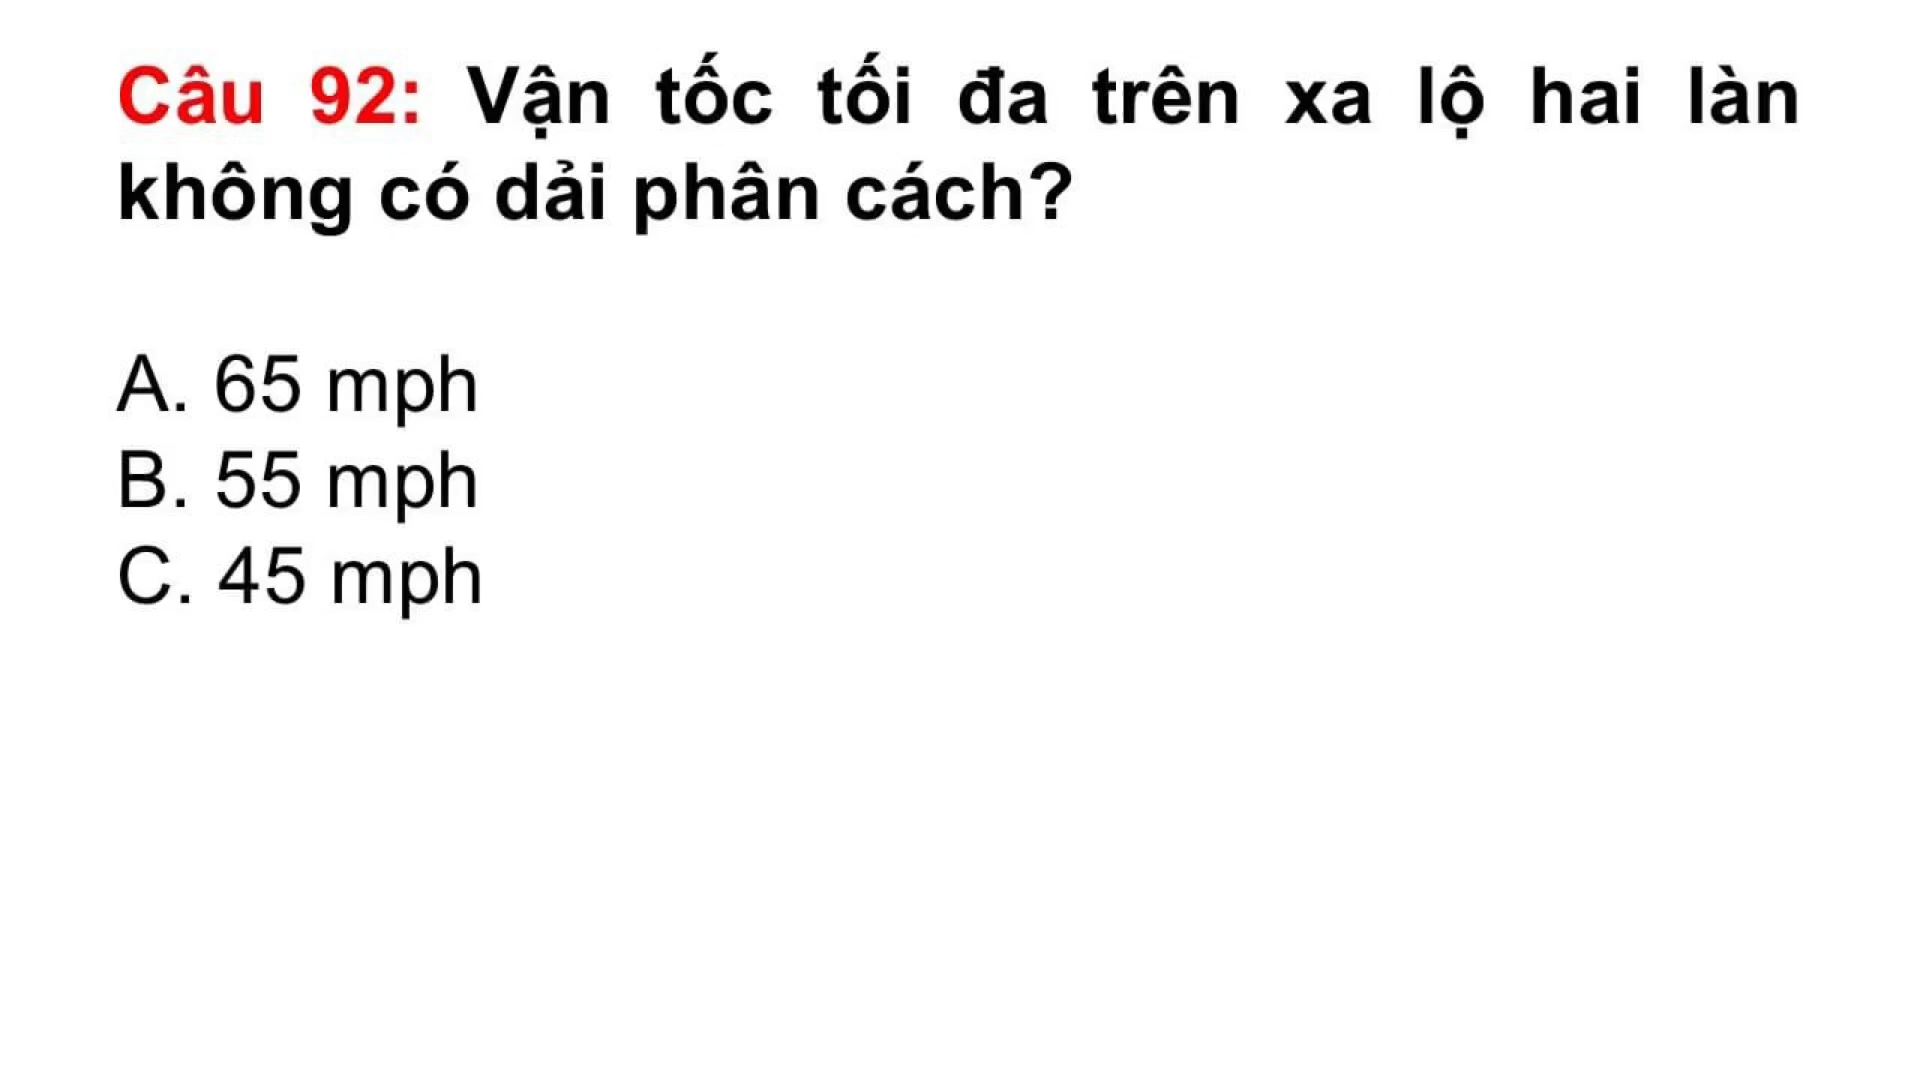 Câu 92: Vận tốc tối đa trên xa lộ hai làn
không có dải phân cách?
A. 65 mph
B. 55 mph
C. 45 mph